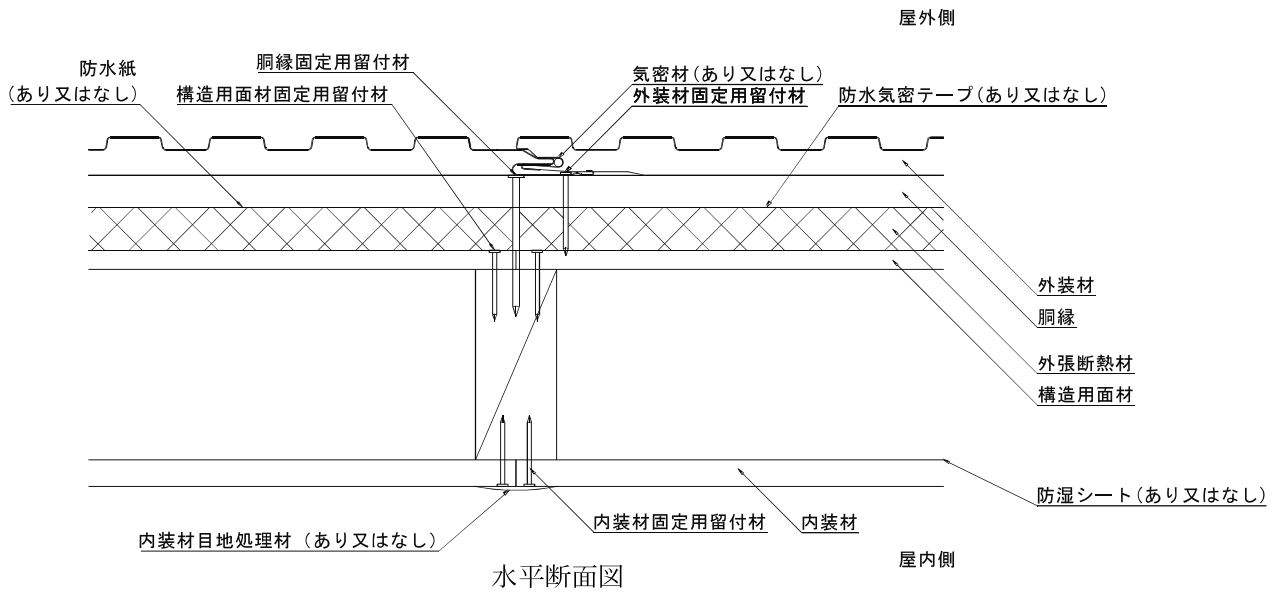 屋外側
防水紙
(あり又はなし)
胴縁固定用留付材
構造用面材固定用留付材
気密材(あり又はなし)
外装材固定用留付材
防水気密テープ(あり又はなし)
外装材
胴縁
外張断熱材
構造用面材
防湿シート(あり又はなし)
内装材固定用留付材
内装材
内装材目地処理材 (あり又はなし)
屋内側
水平断面図